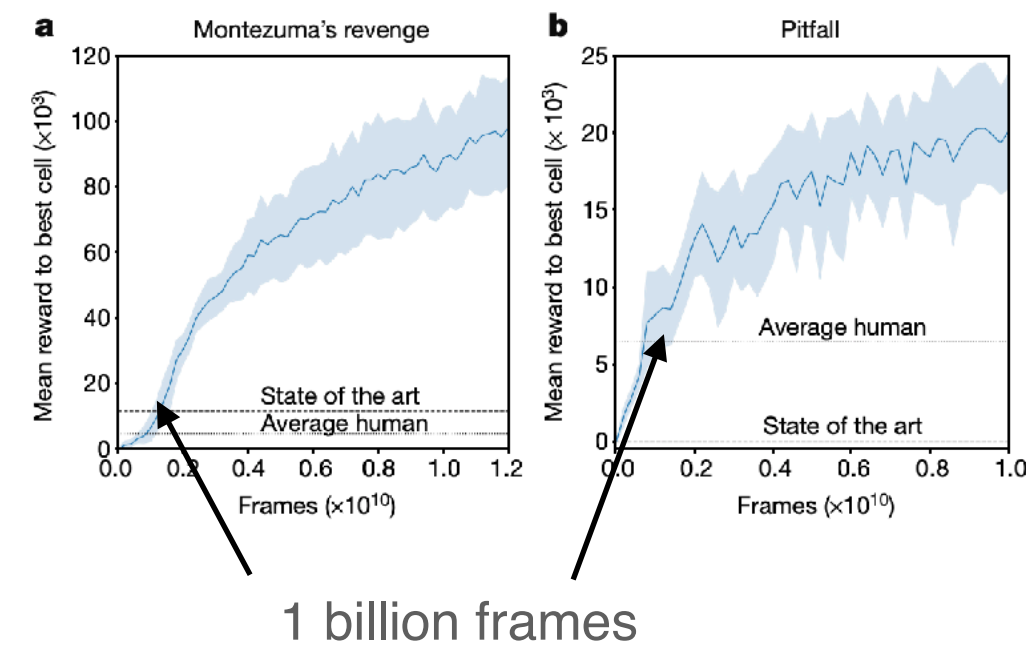 a
Montezuma's revenge
Mean reward to best cell (×10³)
120
100
80
60
40
20
0
State of the art
Average human
0.0 0.2 0.4 0.6 0.8 1.0 1.2
Frames (×10¹⁰)
b
Pitfall
Mean reward to best cell (× 10³)
25
20
15
10
5
0
Average human
State of the art
0.0 0.2 0.4 0.6 0.8 1.0
Frames (×10¹⁰)
1 billion frames